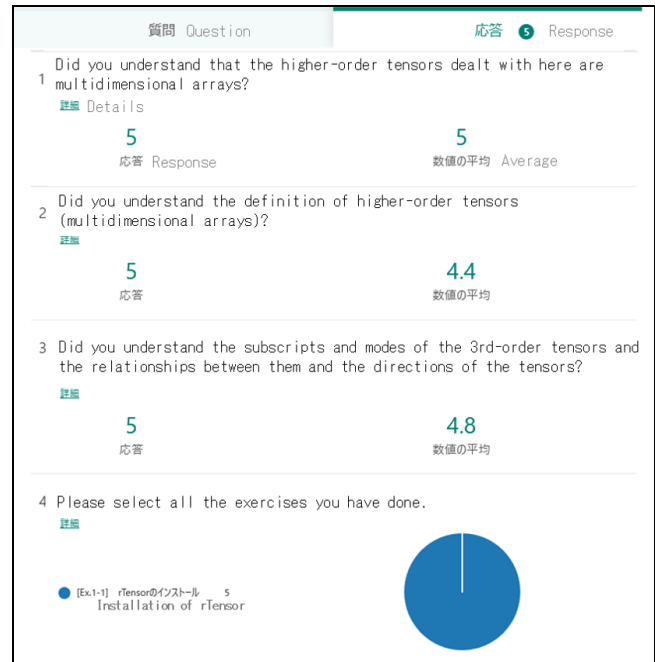 質問 Question
応答 5 Response
1 Did you understand that the higher-order tensors dealt with here are
multidimensional arrays?
詳細 Details
5 5
応答 Response 数値の平均 Average
2 Did you understand the definition of higher-order tensors
(multidimensional arrays)?
詳細
5 4.4
応答 数値の平均
3 Did you understand the subscripts and modes of the 3rd-order tensors and
the relationships between them and the directions of the tensors?
詳細
5 4.8
応答 数値の平均
4 Please select all the exercises you have done.
詳細
[Ex.1-1] rTensorのインストール 5
Installation of rTensor